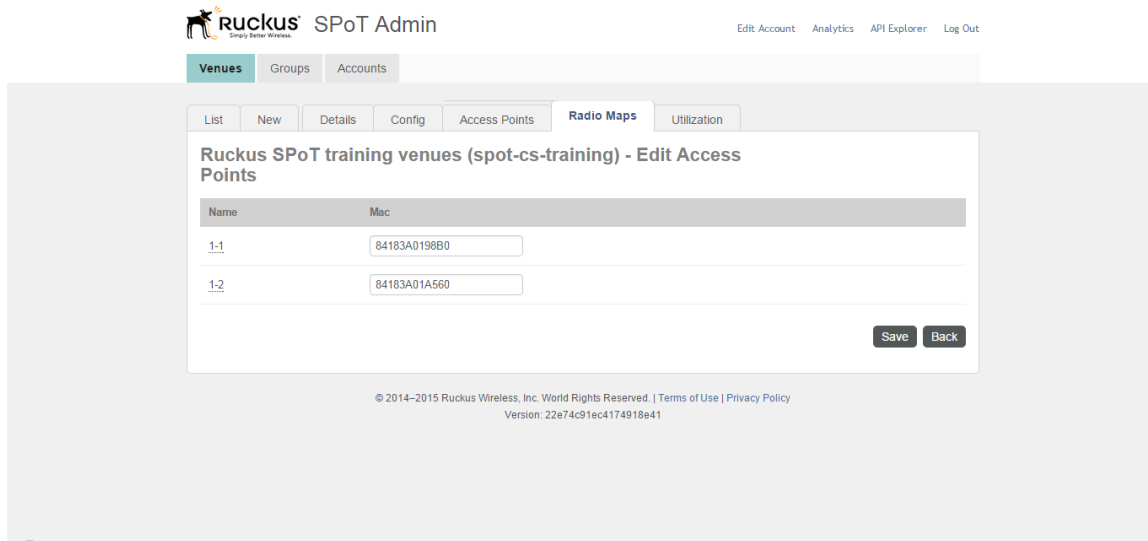 Ruckus SPoT Admin
Simply Better Wireless.
Edit Account Analytics API Explorer Log Out
Venues Groups Accounts
List New Details Config Access Points Radio Maps Utilization
Ruckus SPoT training venues (spot-cs-training) - Edit Access
Points
Name Mac
1-1 84183A0198B0
1-2 84183A01A560
Save Back
© 2014–2015 Ruckus Wireless, Inc. World Rights Reserved. | Terms of Use | Privacy Policy
Version: 22e74c91ec4174918e41